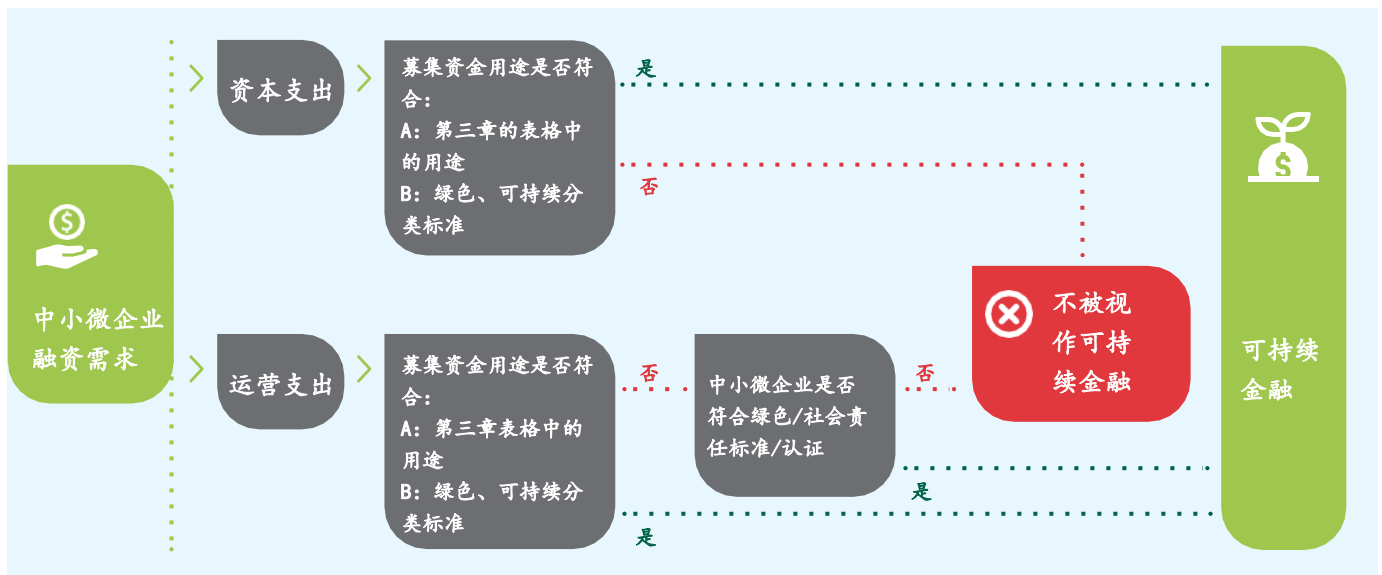 中小微企业
融资需求
资本支出
募集资金用途是否符
合：
A：第三章的表格中
的用途
B：绿色、可持续分
类标准
是
否
运营支出
募集资金用途是否符
合：
A：第三章表格中的
用途
B：绿色、可持续分
类标准
否
是
中小微企业是否
符合绿色/社会责
任标准/认证
否
是
不被视
作可持
续金融
可持续
金融